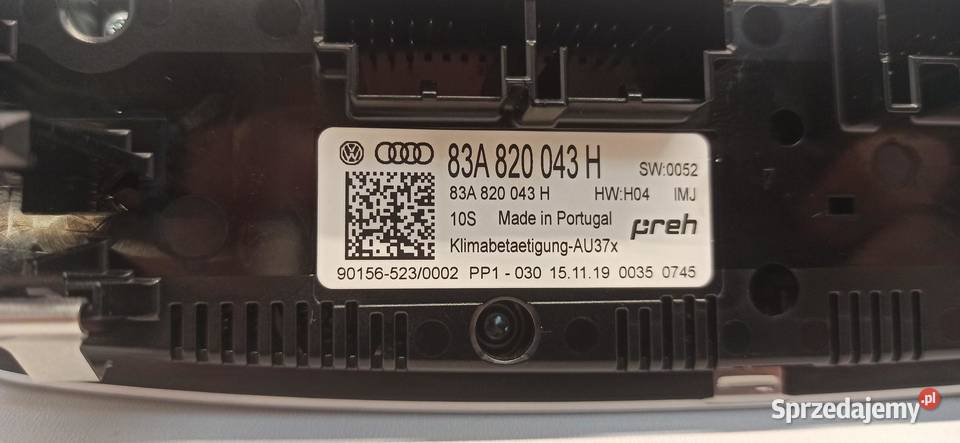 83A 820 043 H SW:0052
83A 820 043 H HW:H04 IMJ
10S Made in Portugal preh
Klimabetaetigung-AU37x
90156-523/0002 PP1 - 030 15.11.19 0035 0745
Sprzedajemy.pl